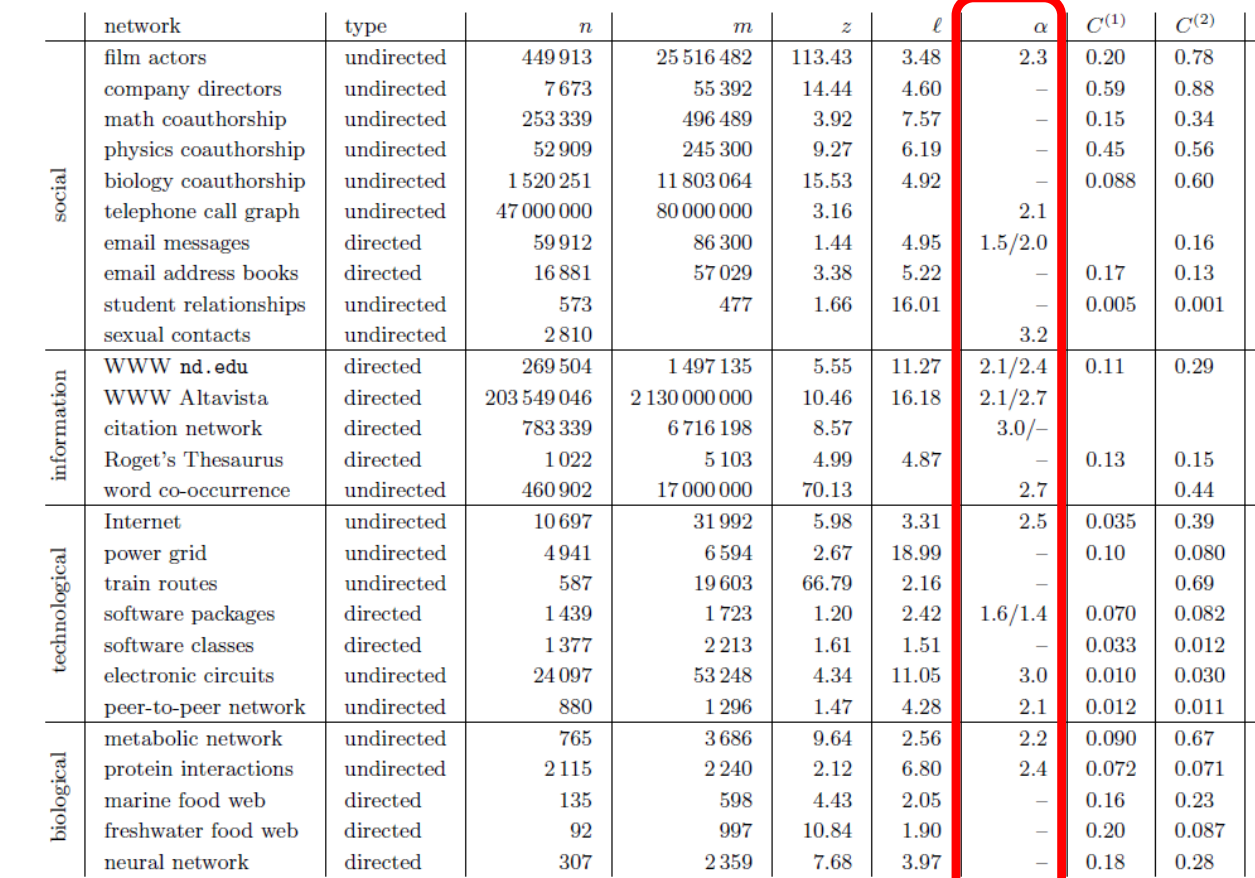 network type n m z ℓ α C(1) C(2)
social
film actors undirected 449 913 25 516 482 113.43 3.48 2.3 0.20 0.78
company directors undirected 7 673 55 392 14.44 4.60 – 0.59 0.88
math coauthorship undirected 253 339 496 489 3.92 7.57 – 0.15 0.34
physics coauthorship undirected 52 909 245 300 9.27 6.19 – 0.45 0.56
biology coauthorship undirected 1 520 251 11 803 064 15.53 4.92 – 0.088 0.60
telephone call graph undirected 47 000 000 80 000 000 3.16 2.1
email messages directed 59 912 86 300 1.44 4.95 1.5/2.0 0.16
email address books directed 16 881 57 029 3.38 5.22 – 0.17 0.13
student relationships undirected 573 477 1.66 16.01 – 0.005 0.001
sexual contacts undirected 2 810 3.2
information
WWW nd.edu directed 269 504 1 497 135 5.55 11.27 2.1/2.4 0.11 0.29
WWW Altavista directed 203 549 046 2 130 000 000 10.46 16.18 2.1/2.7
citation network directed 783 339 6 716 198 8.57 3.0/–
Roget's Thesaurus directed 1 022 5 103 4.99 4.87 – 0.13 0.15
word co-occurrence undirected 460 902 17 000 000 70.13 2.7 0.44
technological
Internet undirected 10 697 31 992 5.98 3.31 2.5 0.035 0.39
power grid undirected 4 941 6 594 2.67 18.99 – 0.10 0.080
train routes undirected 587 19 603 66.79 2.16 – 0.69
software packages directed 1 439 1 723 1.20 2.42 1.6/1.4 0.070 0.082
software classes directed 1 377 2 213 1.61 1.51 – 0.033 0.012
electronic circuits undirected 24 097 53 248 4.34 11.05 3.0 0.010 0.030
peer-to-peer network undirected 880 1 296 1.47 4.28 2.1 0.012 0.011
biological
metabolic network undirected 765 3 686 9.64 2.56 2.2 0.090 0.67
protein interactions undirected 2 115 2 240 2.12 6.80 2.4 0.072 0.071
marine food web directed 135 598 4.43 2.05 – 0.16 0.23
freshwater food web directed 92 997 10.84 1.90 – 0.20 0.087
neural network directed 307 2 359 7.68 3.97 – 0.18 0.28